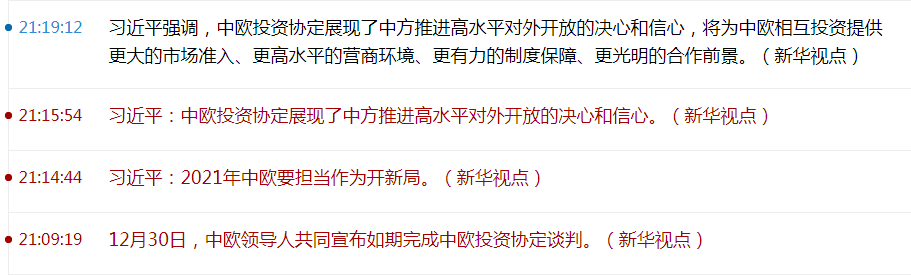 21:19:12 习近平强调，中欧投资协定展现了中方推进高水平对外开放的决心和信心，将为中欧相互投资提供
更大的市场准入、更高水平的营商环境、更有力的制度保障、更光明的合作前景。（新华视点）
21:15:54 习近平：中欧投资协定展现了中方推进高水平对外开放的决心和信心。（新华视点）
21:14:44 习近平：2021年中欧要担当作为开新局。（新华视点）
21:09:19 12月30日，中欧领导人共同宣布如期完成中欧投资协定谈判。（新华视点）